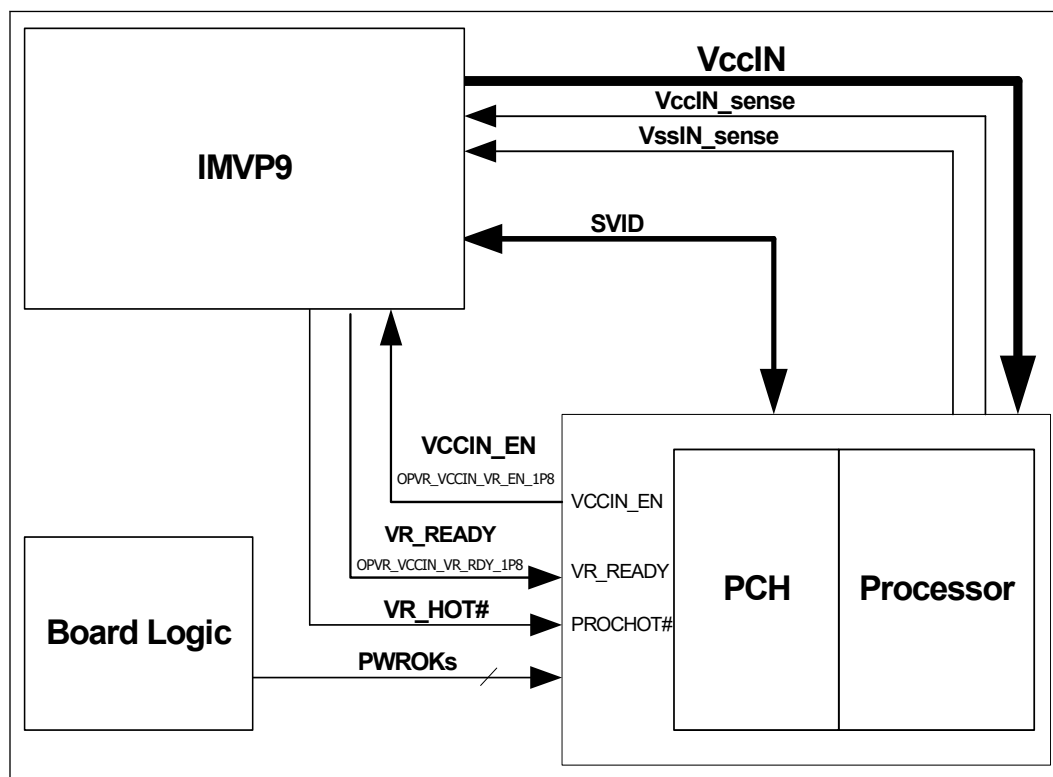 VccIN
VccIN_sense
VssIN_sense
IMVP9
SVID
VCCIN_EN
OPVR_VCCIN_VR_EN_1P8
VCCIN_EN
VR_READY
OPVR_VCCIN_VR_RDY_1P8
VR_READY
PCH
Processor
VR_HOT#
PROCHOT#
Board Logic
PWROKs